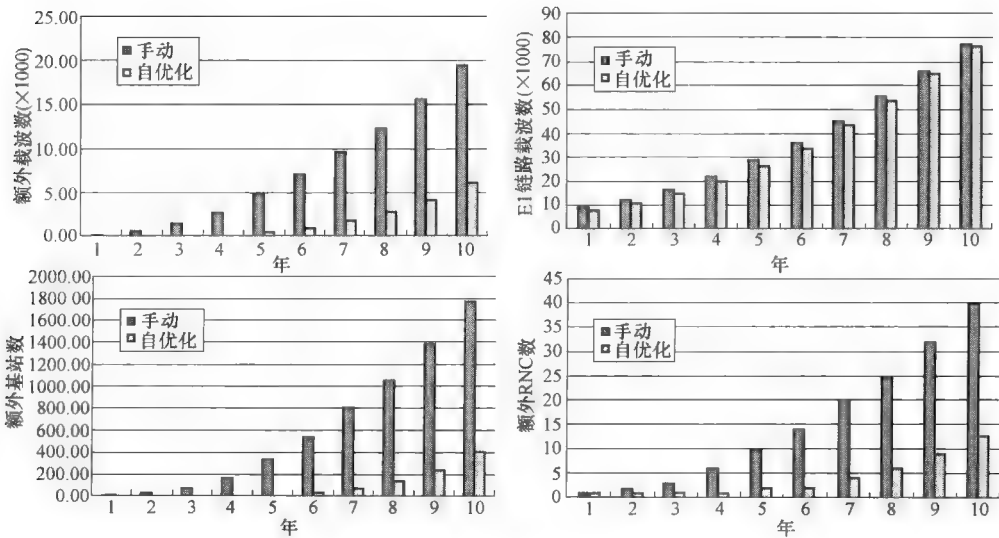 25.00
20.00
15.00
10.00
5.00
0.00
额外载波数(×1000)
手动
自优化
1 2 3 4 5 6 7 8 9 10
年
90
80
70
60
50
40
30
20
10
0
E1链路载波数(×1000)
手动
自优化
1 2 3 4 5 6 7 8 9 10
年
2000.00
1800.00
1600.00
1400.00
1200.00
1000.00
800.00
600.00
400.00
200.00
0.00
额外基站数
手动
自优化
1 2 3 4 5 6 7 8 9 10
年
45
40
35
30
25
20
15
10
5
0
额外RNC数
手动
自优化
1 2 3 4 5 6 7 8 9 10
年